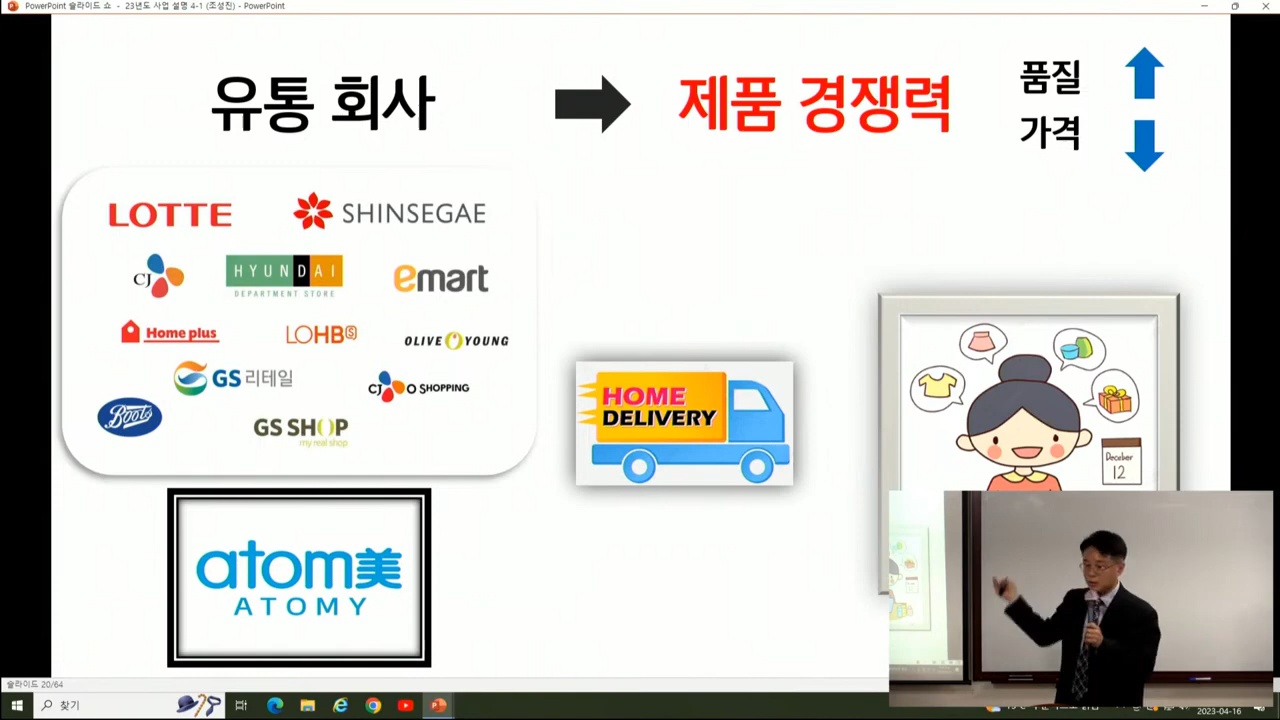 PowerPoint 슬라이드 쇼 - 23년도 사업 설명 4-1 (조성진) - PowerPoint
유통 회사
제품 경쟁력
품질
가격
LOTTE
SHINSEGAE
CJ
HYUNDAI
DEPARTMENT STORE
emart
Home plus
LOHBS
OLIVE YOUNG
GS 리테일
CJ O SHOPPING
Boots
GS SHOP
my real shop
HOME
DELIVERY
Deceber
12
atom美
ATOMY
슬라이드 20/64
찾기
2023-04-16